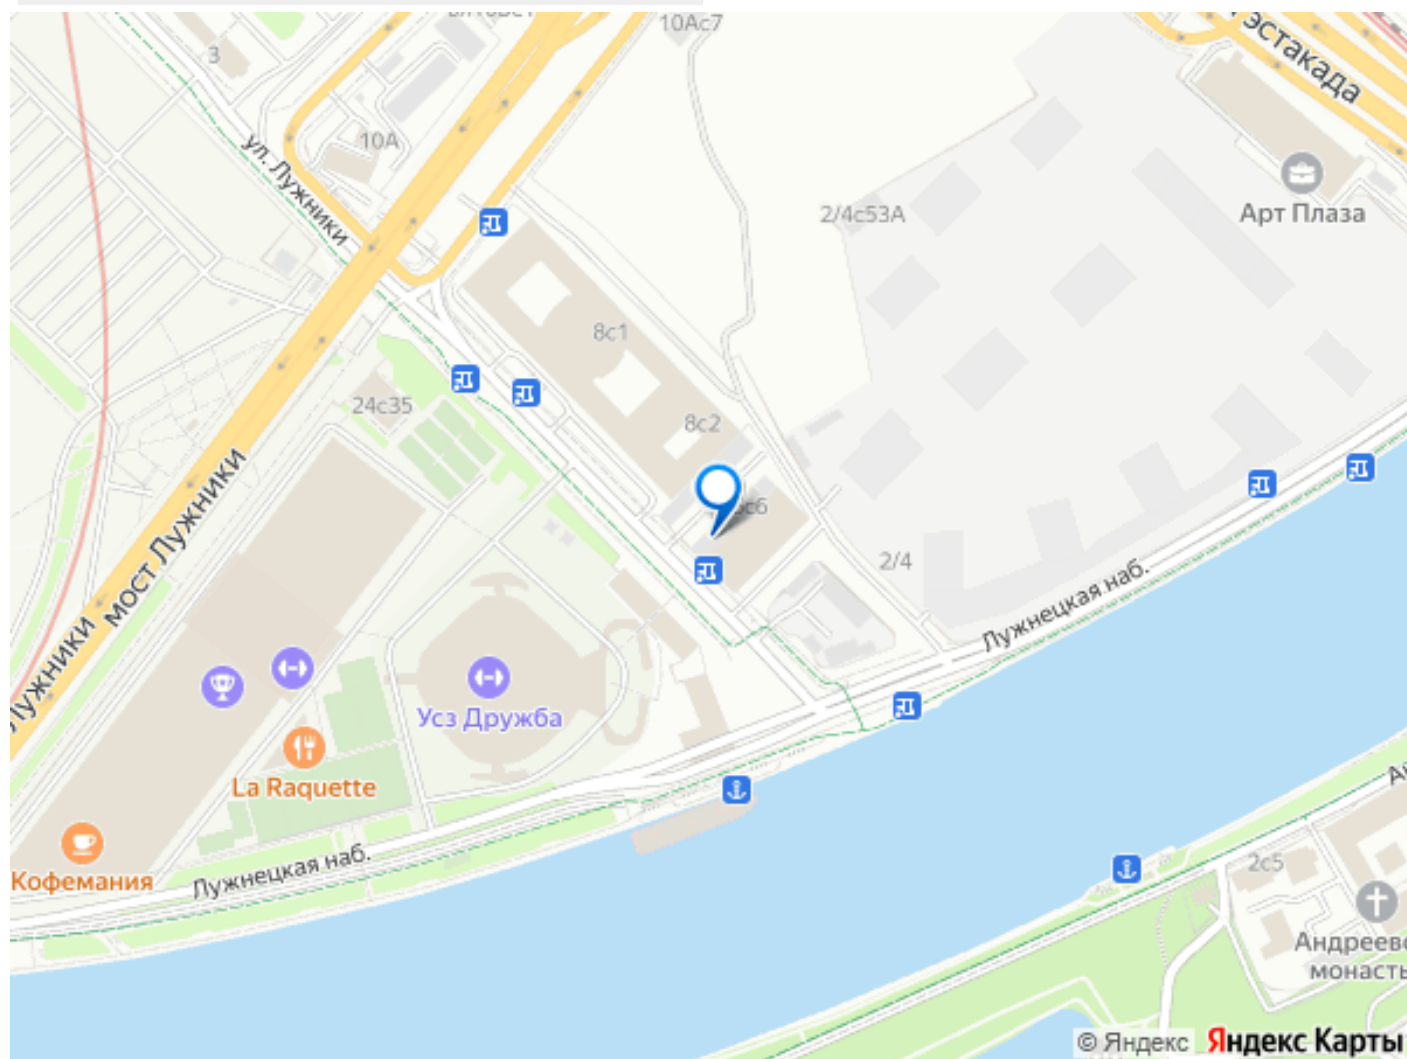 10Ас7
3
эстакада
10А
ул. Лужники
2/4с53А
Арт Плаза
8с1
24с35
8с2
мост Лужники
2/4
Лужнецкая наб.
Лужники
Усз Дружба
La Raquette
Лужнецкая наб.
Кофемания
2с5
© Яндекс Яндекс Карты